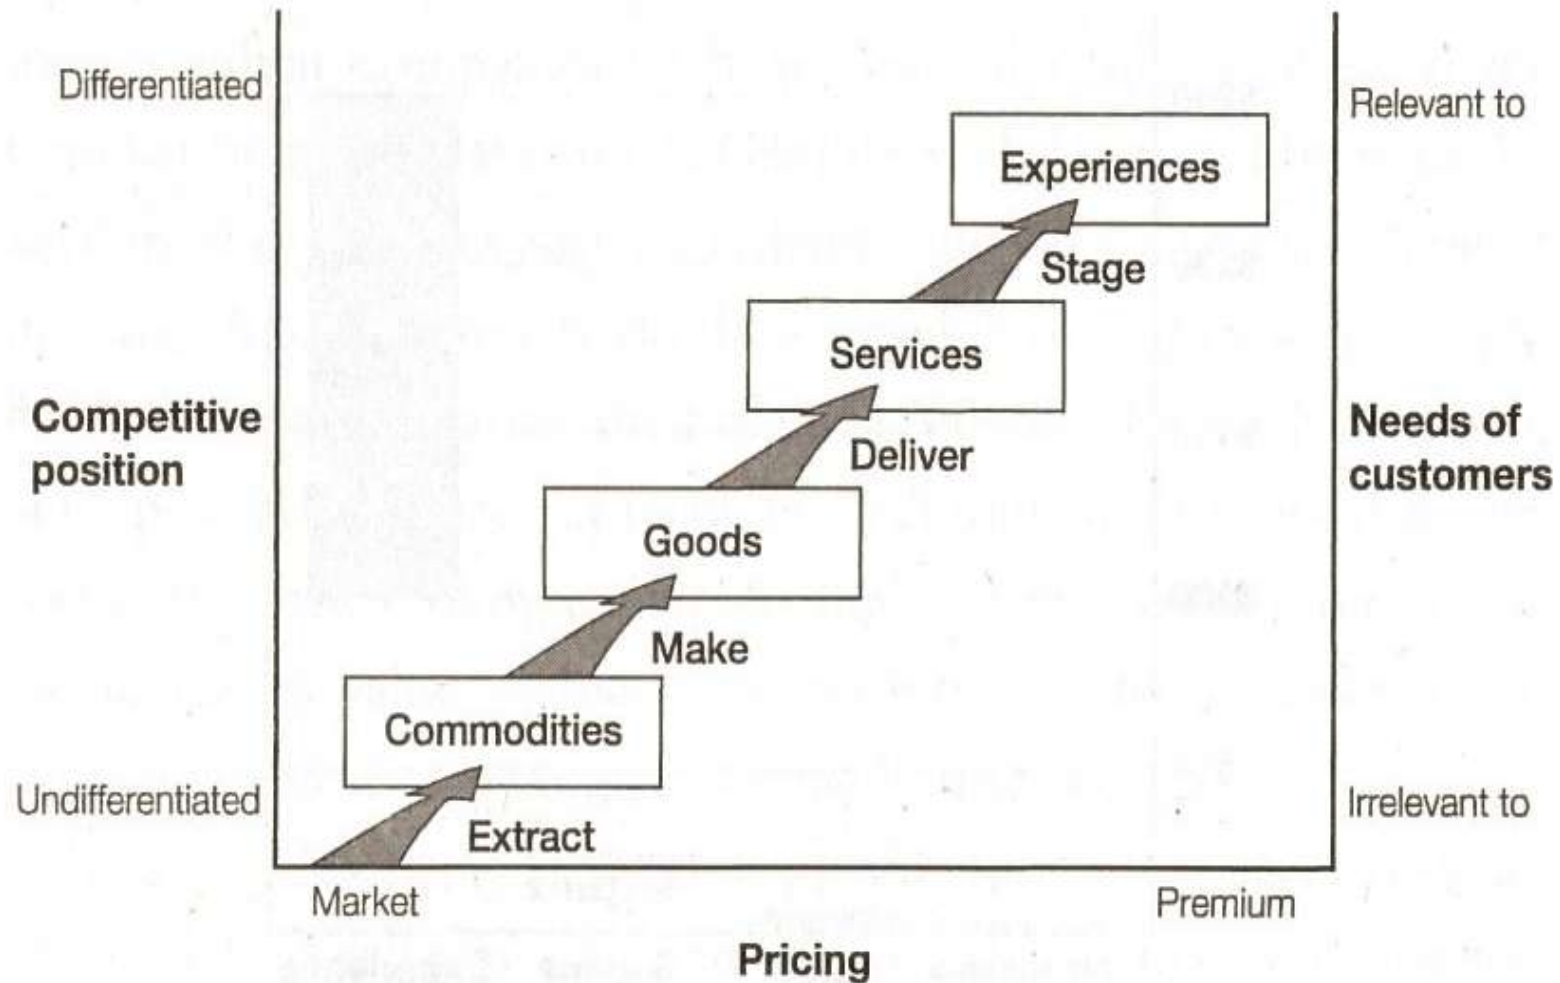 Differentiated
Relevant to
Experiences
Stage
Services
Competitive
position
Needs of
customers
Deliver
Goods
Make
Commodities
Undifferentiated
Irrelevant to
Extract
Market
Premium
Pricing